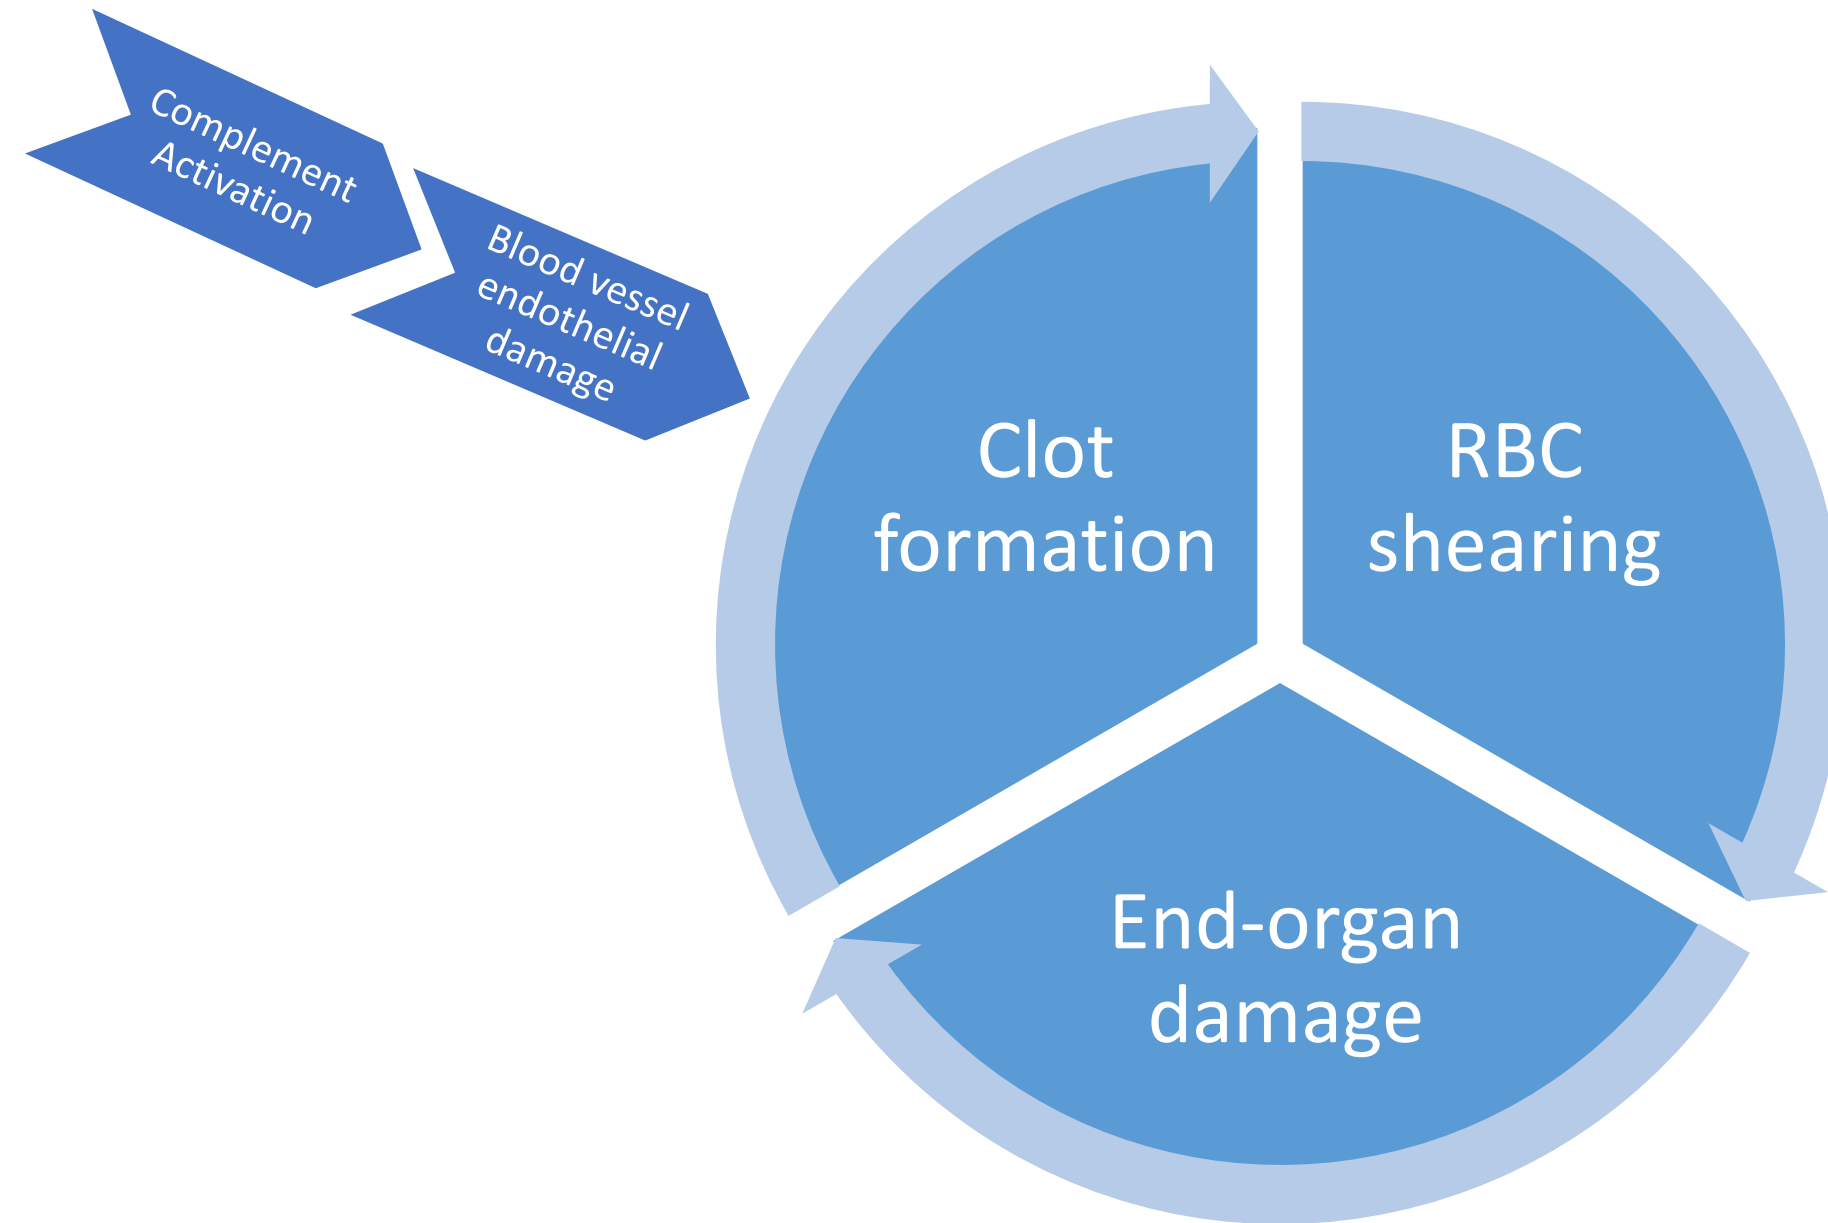 Complement
Activation
Blood vessel
endothelial
damage
Clot
formation
RBC
shearing
End-organ
damage